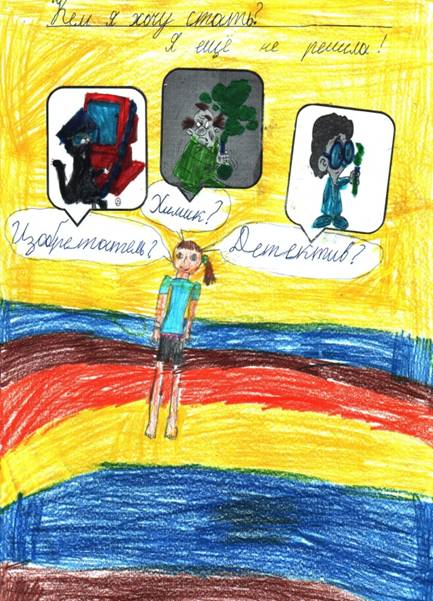 Кем я хочу стать?
Я ещё не решила!
Химик?
Изобретатель?
Детектив?